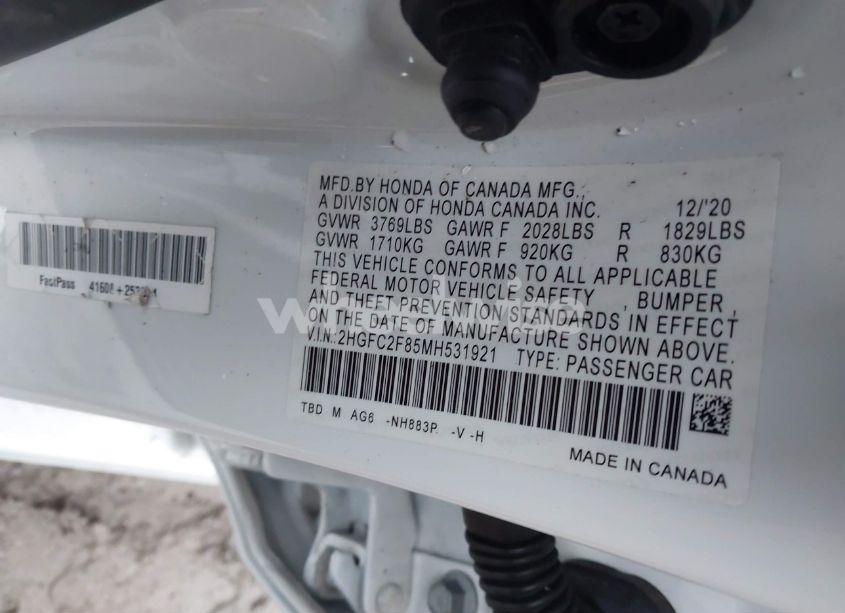 MFD.BY HONDA OF CANADA MFG.,
A DIVISION OF HONDA CANADA INC. 12/'20
GVWR 3769LBS GAWR F 2028LBS R 1829LBS
GVWR 1710KG GAWR F 920KG R 830KG
THIS VEHICLE CONFORMS TO ALL APPLICABLE
FEDERAL MOTOR VEHICLE SAFETY , BUMPER ,
AND THEFT PREVENTION STANDARDS IN EFFECT
ON THE DATE OF MANUFACTURE SHOWN ABOVE.
V.I.N.: 2HGFC2F85MH531921 TYPE: PASSENGER CAR
TBD M AG6 -NH883P. -V -H
MADE IN CANADA
FastPass